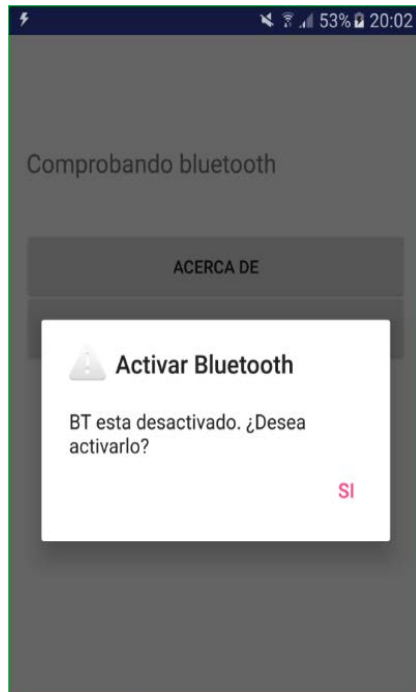 53% 20:02
Comprobando bluetooth
ACERCA DE
Activar Bluetooth
BT esta desactivado. ¿Desea
activarlo?
SI